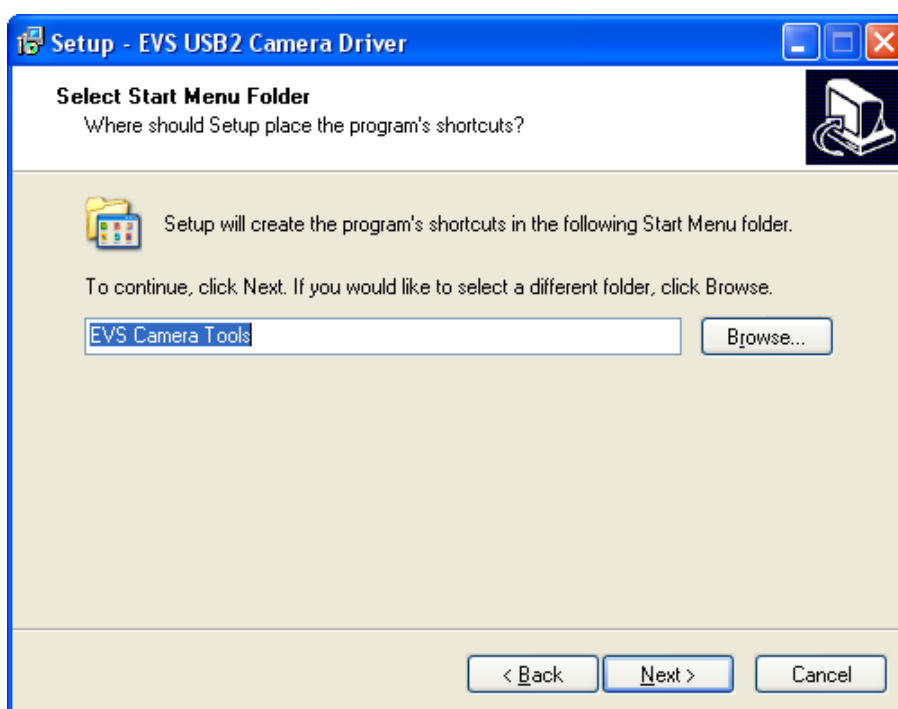 Setup - EVS USB2 Camera Driver
Select Start Menu Folder
Where should Setup place the program's shortcuts?
Setup will create the program's shortcuts in the following Start Menu folder.
To continue, click Next. If you would like to select a different folder, click Browse.
EVS Camera Tools
Browse...
< Back
Next >
Cancel